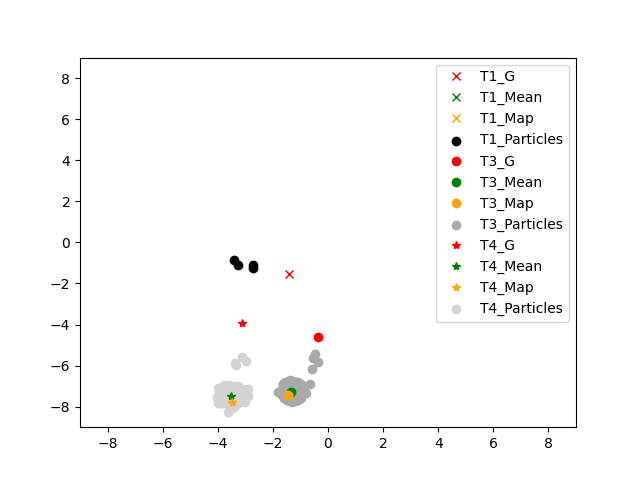 8
6
4
2
0
−2
−4
−6
−8
−8
−6
−4
−2
0
2
4
6
8
T1_G
T1_Mean
T1_Map
T1_Particles
T3_G
T3_Mean
T3_Map
T3_Particles
T4_G
T4_Mean
T4_Map
T4_Particles